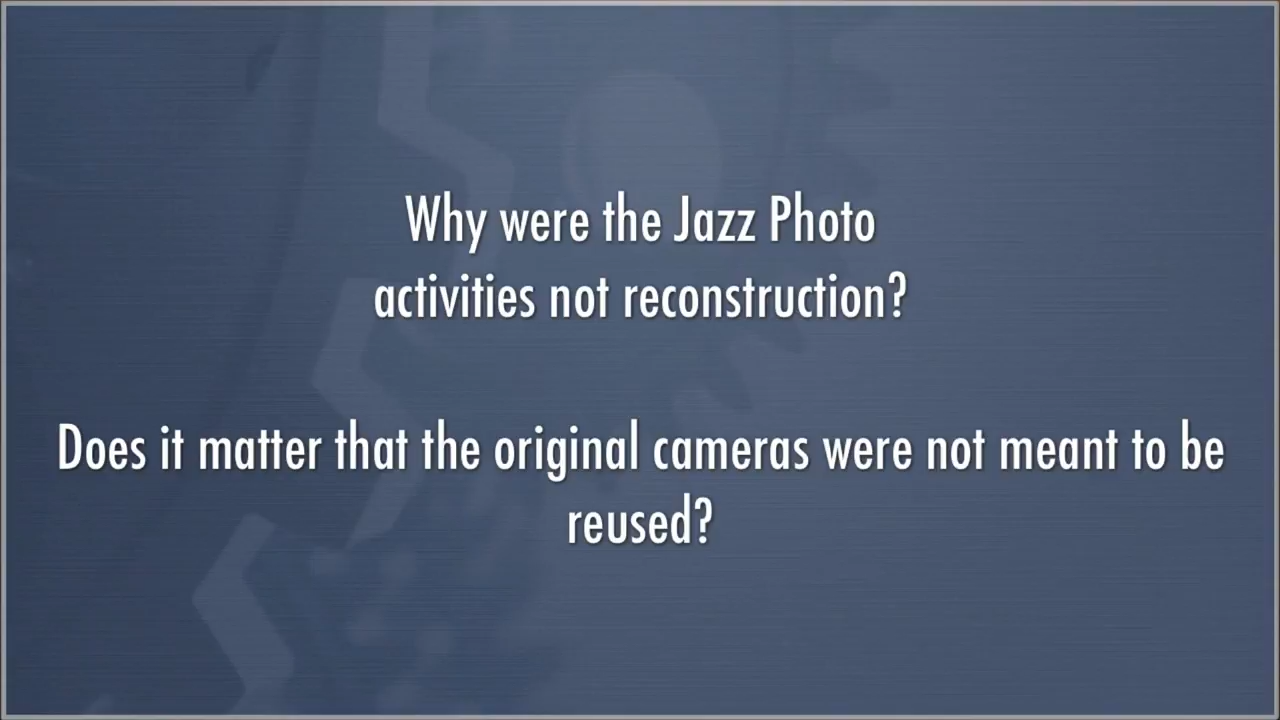 Why were the Jazz Photo
activities not reconstruction?
Does it matter that the original cameras were not meant to be
reused?